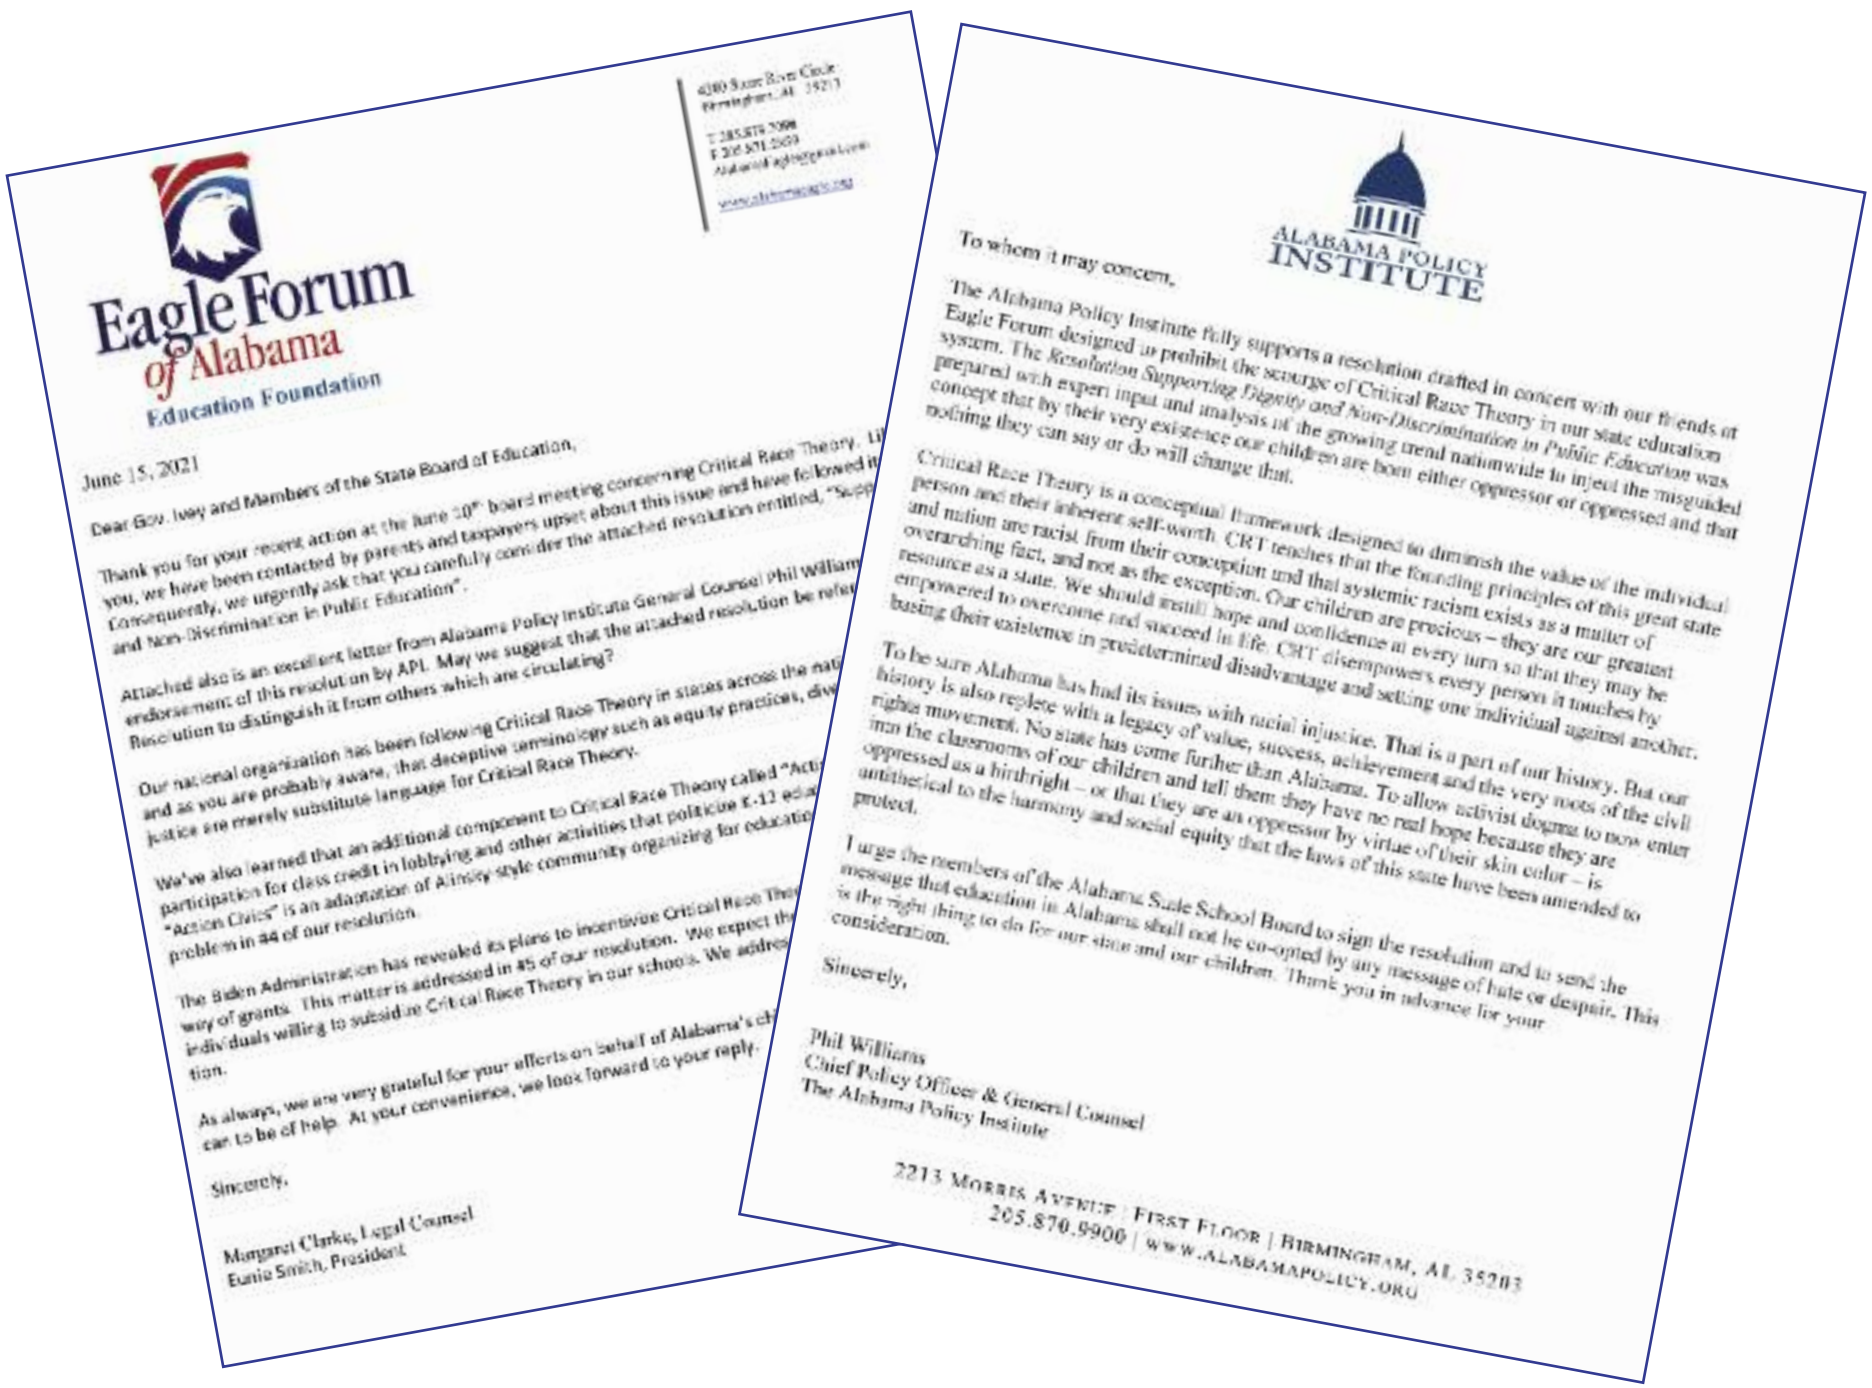 Birmingham, AL 35213
Eagle Forum
of Alabama
Education Foundation
June 15, 2021
Dear Gov. Ivey and Members of the State Board of Education,
Thank you for your recent action at the June 10th board meeting concerning Critical Race Theory. Li
you, we have been contacted by parents and taxpayers upset about this issue and have followed it
Consequently, we urgently ask that you carefully consider the attached resolution entitled, "Supp
and Non-Discrimination in Public Education".
Attached also is an excellent letter from Alabama Policy Institute General Counsel Phil William
endorsement of this resolution by API. May we suggest that the attached resolution be refer
Resolution to distinguish it from others which are circulating?
Our national organization has been following Critical Race Theory in states across the nati
and as you are probably aware, that deceptive terminology such as equity practices, div
justice are merely substitute language for Critical Race Theory.
We've also learned that an additional component to Critical Race Theory called "Acti
participation for class credit in lobbying and other activities that politicize K-12 educ
"Action Civics" is an adaptation of Alinsky style community organizing for education
problem in #4 of our resolution.
The Biden Administration has revealed its plans to incentivize Critical Race The
way of grants. This matter is addressed in #5 of our resolution. We expect the
individuals willing to subsidize Critical Race Theory in our schools. We addres
tion.
As always, we are very grateful for your efforts on behalf of Alabama's chi
can to be of help. At your convenience, we look forward to your reply.
Sincerely,
Margaret Clarke, Legal Counsel
Eunie Smith, President
ALABAMA POLICY
INSTITUTE
To whom it may concern,
The Alabama Policy Institute fully supports a resolution drafted in concert with our friends at
Eagle Forum designed to prohibit the scourge of Critical Race Theory in our state education
system. The Resolution Supporting Dignity and Non-Discrimination in Public Education was
prepared with expert input and analysis of the growing trend nationwide to inject the misguided
concept that by their very existence our children are born either oppressor or oppressed and that
nothing they can say or do will change that.
Critical Race Theory is a conceptual framework designed to diminish the value of the individual
person and their inherent self-worth. CRT teaches that the founding principles of this great state
and nation are racist from their conception and that systemic racism exists as a matter of
overarching fact, and not as the exception. Our children are precious – they are our greatest
resource as a state. We should instill hope and confidence at every turn so that they may be
empowered to overcome and succeed in life. CRT disempowers every person it touches by
basing their existence in predetermined disadvantage and setting one individual against another.
To be sure Alabama has had its issues with racial injustice. That is a part of our history. But our
history is also replete with a legacy of value, success, achievement and the very roots of the civil
rights movement. No state has come further than Alabama. To allow activist dogma to now enter
into the classrooms of our children and tell them they have no real hope because they are
oppressed as a birthright – or that they are an oppressor by virtue of their skin color – is
antithetical to the harmony and social equity that the laws of this state have been amended to
protect.
I urge the members of the Alabama State School Board to sign the resolution and to send the
message that education in Alabama shall not be co-opted by any message of hate or despair. This
is the right thing to do for our state and our children. Thank you in advance for your
consideration.
Sincerely,
Phil Williams
Chief Policy Officer & General Counsel
The Alabama Policy Institute
2213 MORRIS AVENUE | FIRST FLOOR | BIRMINGHAM, AL 35203
205.870.9900 | WWW.ALABAMAPOLICY.ORG